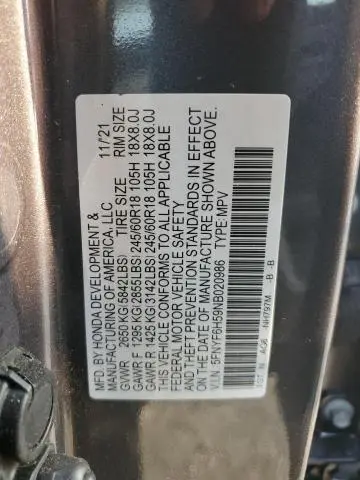 MFD. BY HONDA DEVELOPMENT & 11/21
MANUFACTURING OF AMERICA, LLC
GVWR 2650 KG(5842LBS) TIRE SIZE RIM SIZE
GAWR F 1295 KG(2855LBS) 245/60R18 105H 18X8.0J
GAWR R 1425 KG(3142LBS) 245/60R18 105H 18X8.0J
THIS VEHICLE CONFORMS TO ALL APPLICABLE
FEDERAL MOTOR VEHICLE SAFETY
AND THEFT PREVENTION STANDARDS IN EFFECT
ON THE DATE OF MANUFACTURE SHOWN ABOVE.
V.I.N. 5FNYF6H59NB020986 TYPE:MPV
XST N AG6 NH797M -B -B